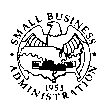 SMALL BUSINESS
ADMINISTRATION
1953